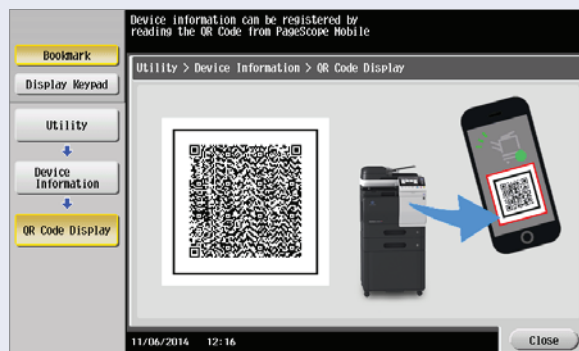 Device information can be registered by
reading the QR Code from PageScope Mobile
Bookmark
Display Keypad
Utility
Device
Information
QR Code Display
Utility > Device Information > QR Code Display
11/06/2014 12:16
Close